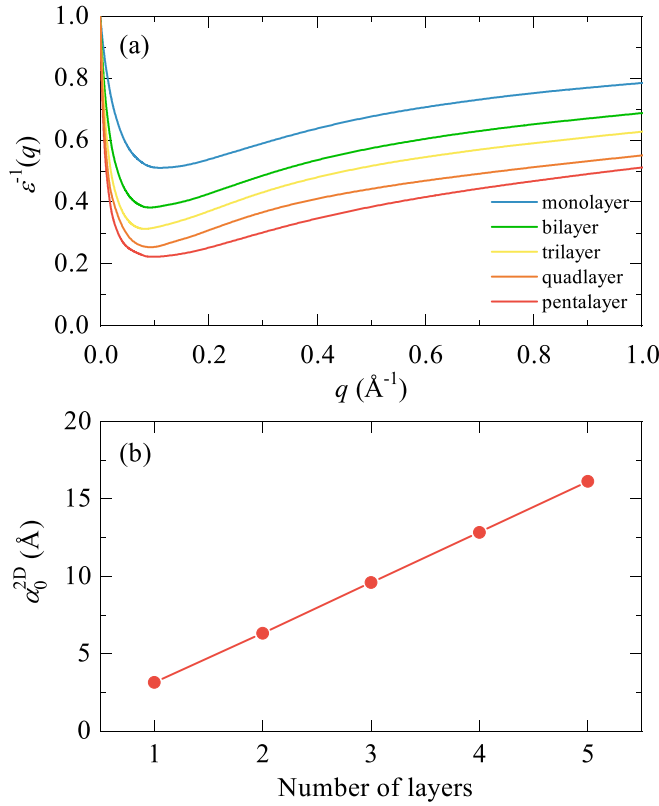 (a)
1.0
0.8
0.6
0.4
0.2
0.0
ε⁻¹(q)
monolayer
bilayer
trilayer
quadlayer
pentalayer
0.0 0.2 0.4 0.6 0.8 1.0
q (Å⁻¹)
(b)
20
15
10
5
0
α₀²ᴰ (Å)
1 2 3 4 5
Number of layers